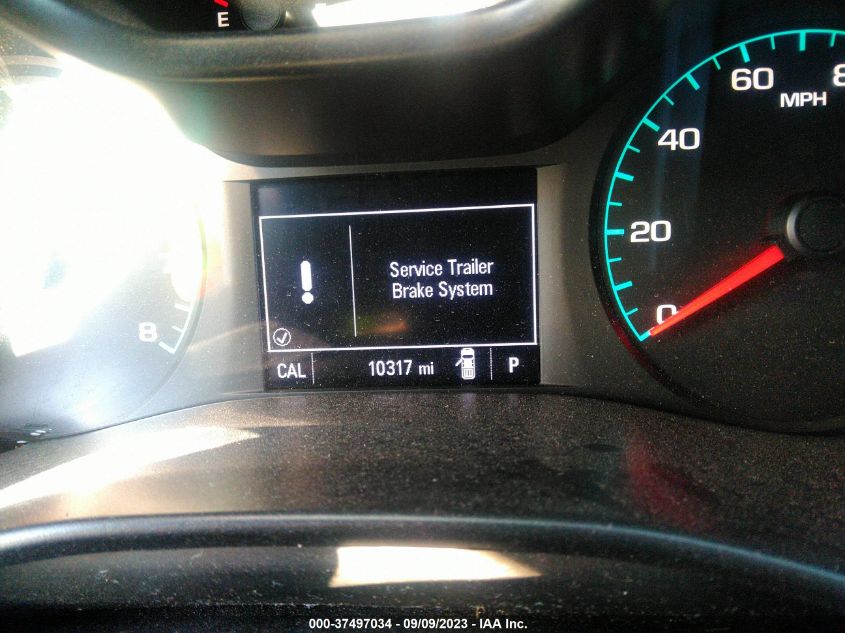 E
60
8
MPH
40
20
0
8
Service Trailer
Brake System
CAL
10317 mi
P
000-37497034 - 09/09/2023 - IAA Inc.